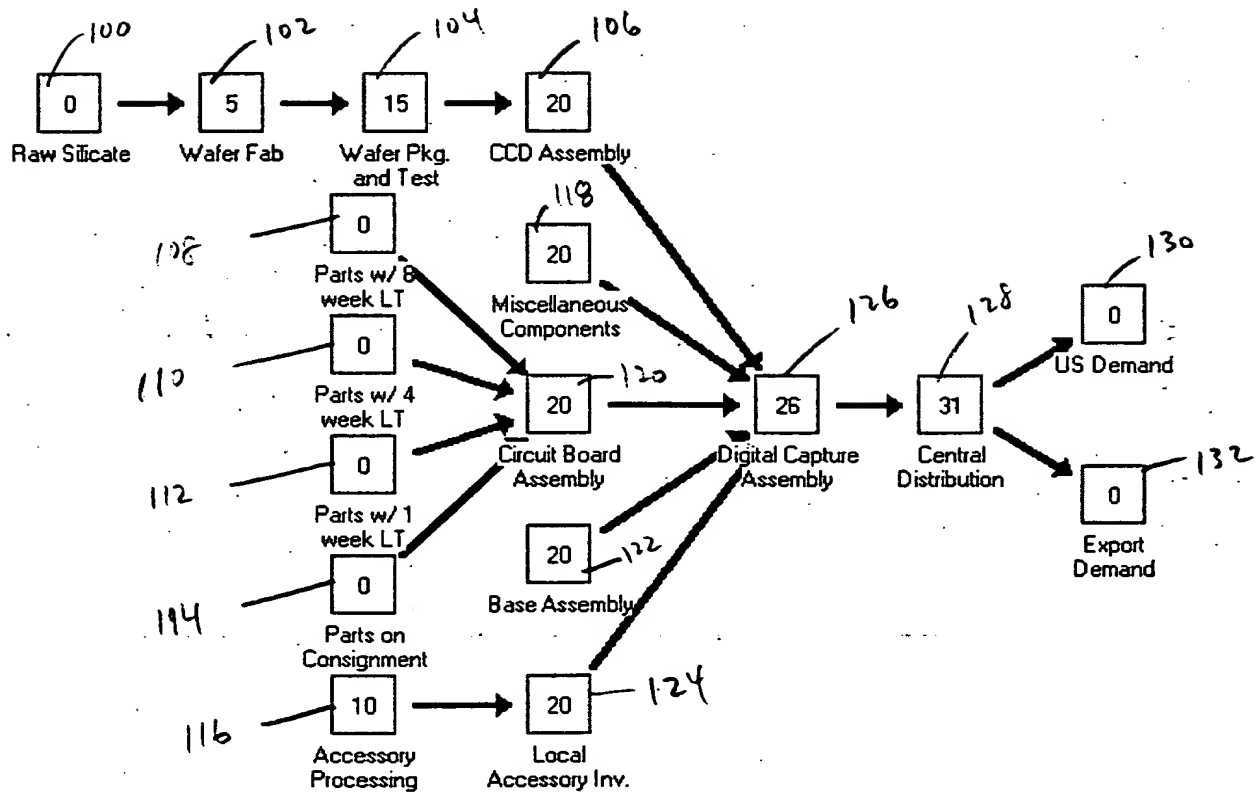 100
102
104
106
0
5
15
20
Raw Silicate
Wafer Fab
Wafer Pkg.
and Test
CCD Assembly
118
0
20
108
Parts w/ 8
week LT
Miscellaneous
Components
130
0
126
128
0
110
120
US Demand
Parts w/ 4
week LT
20
26
31
0
Circuit Board
Assembly
Digital Capture
Assembly
Central
Distribution
132
112
0
Parts w/ 1
week LT
Export
Demand
0
20
122
Base Assembly
114
Parts on
Consignment
124
10
20
116
Accessory
Processing
Local
Accessory Inv.